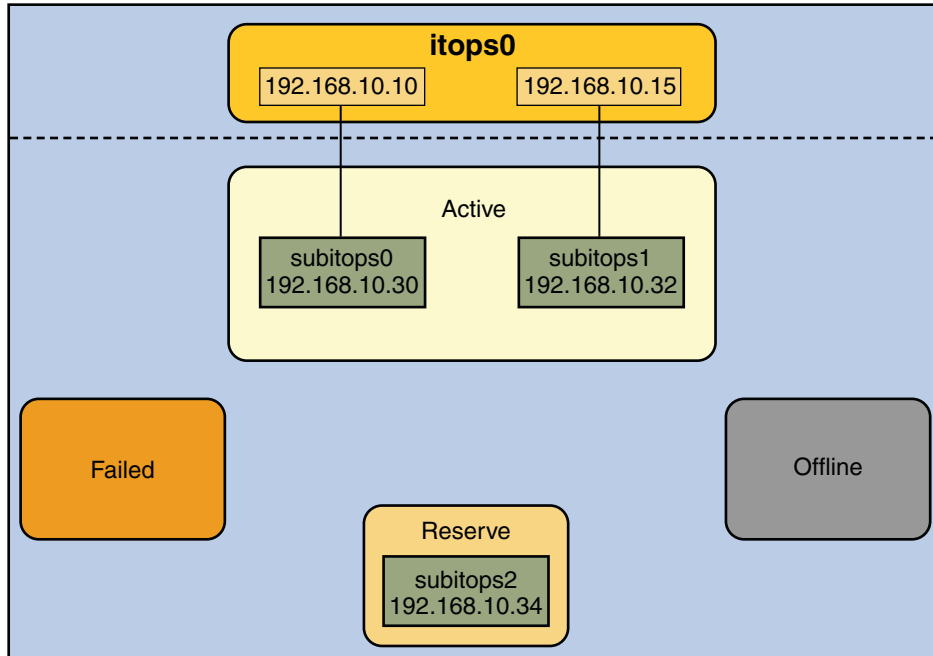 itops0
192.168.10.10
192.168.10.15
Active
subitops0
192.168.10.30
subitops1
192.168.10.32
Failed
Offline
Reserve
subitops2
192.168.10.34